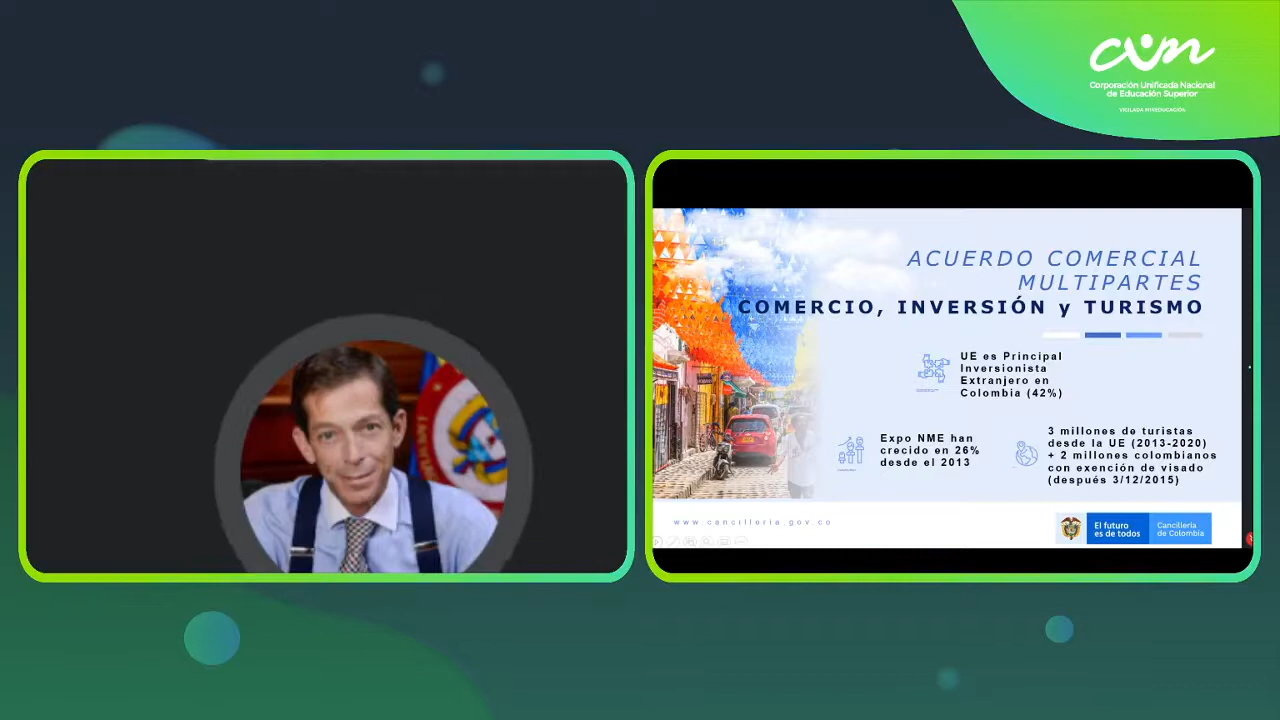 CUN
Corporación Unificada Nacional
de Educación Superior
VIGILADA MINEDUCACIÓN
ACUERDO COMERCIAL
MULTIPARTES
COMERCIO, INVERSIÓN y TURISMO
UE es Principal
Inversionista
Extranjero en
Colombia (42%)
Expo NME han
crecido en 26%
desde el 2013
3 millones de turistas
desde la UE (2013-2020)
+ 2 millones colombianos
con exención de visado
(después 3/12/2015)
www.cancilleria.gov.co
El futuro
es de todos
Cancillería
de Colombia